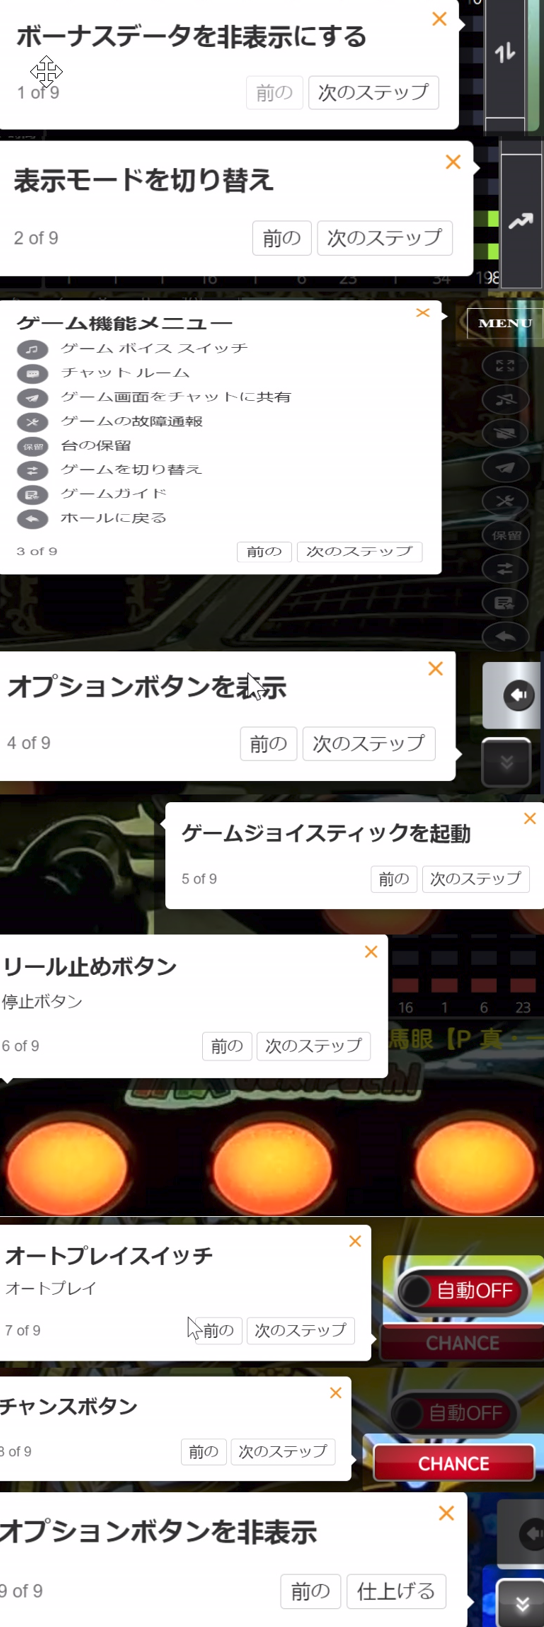 ボーナスデータを非表示にする
1 of 9
前の
次のステップ
表示モードを切り替え
2 of 9
前の
次のステップ
1 1 16 1 6 23 1 34 198
ゲーム機能メニュー
MENU
ゲーム ボイス スイッチ
チャット ルーム
ゲーム画面をチャットに共有
ゲームの故障通報
保留 台の保留
保留
ゲームを切り替え
ゲームガイド
ホールに戻る
3 of 9
前の
次のステップ
オプションボタンを表示
4 of 9
前の
次のステップ
ゲームジョイスティックを起動
5 of 9
前の
次のステップ
リール止めボタン
停止ボタン
16 1 6 23
6 of 9
前の
次のステップ
馬眼【P 真・一
オートプレイスイッチ
オートプレイ
自動OFF
7 of 9
前の
次のステップ
CHANCE
チャンスボタン
自動OFF
8 of 9
前の
次のステップ
CHANCE
オプションボタンを非表示
9 of 9
前の
仕上げる